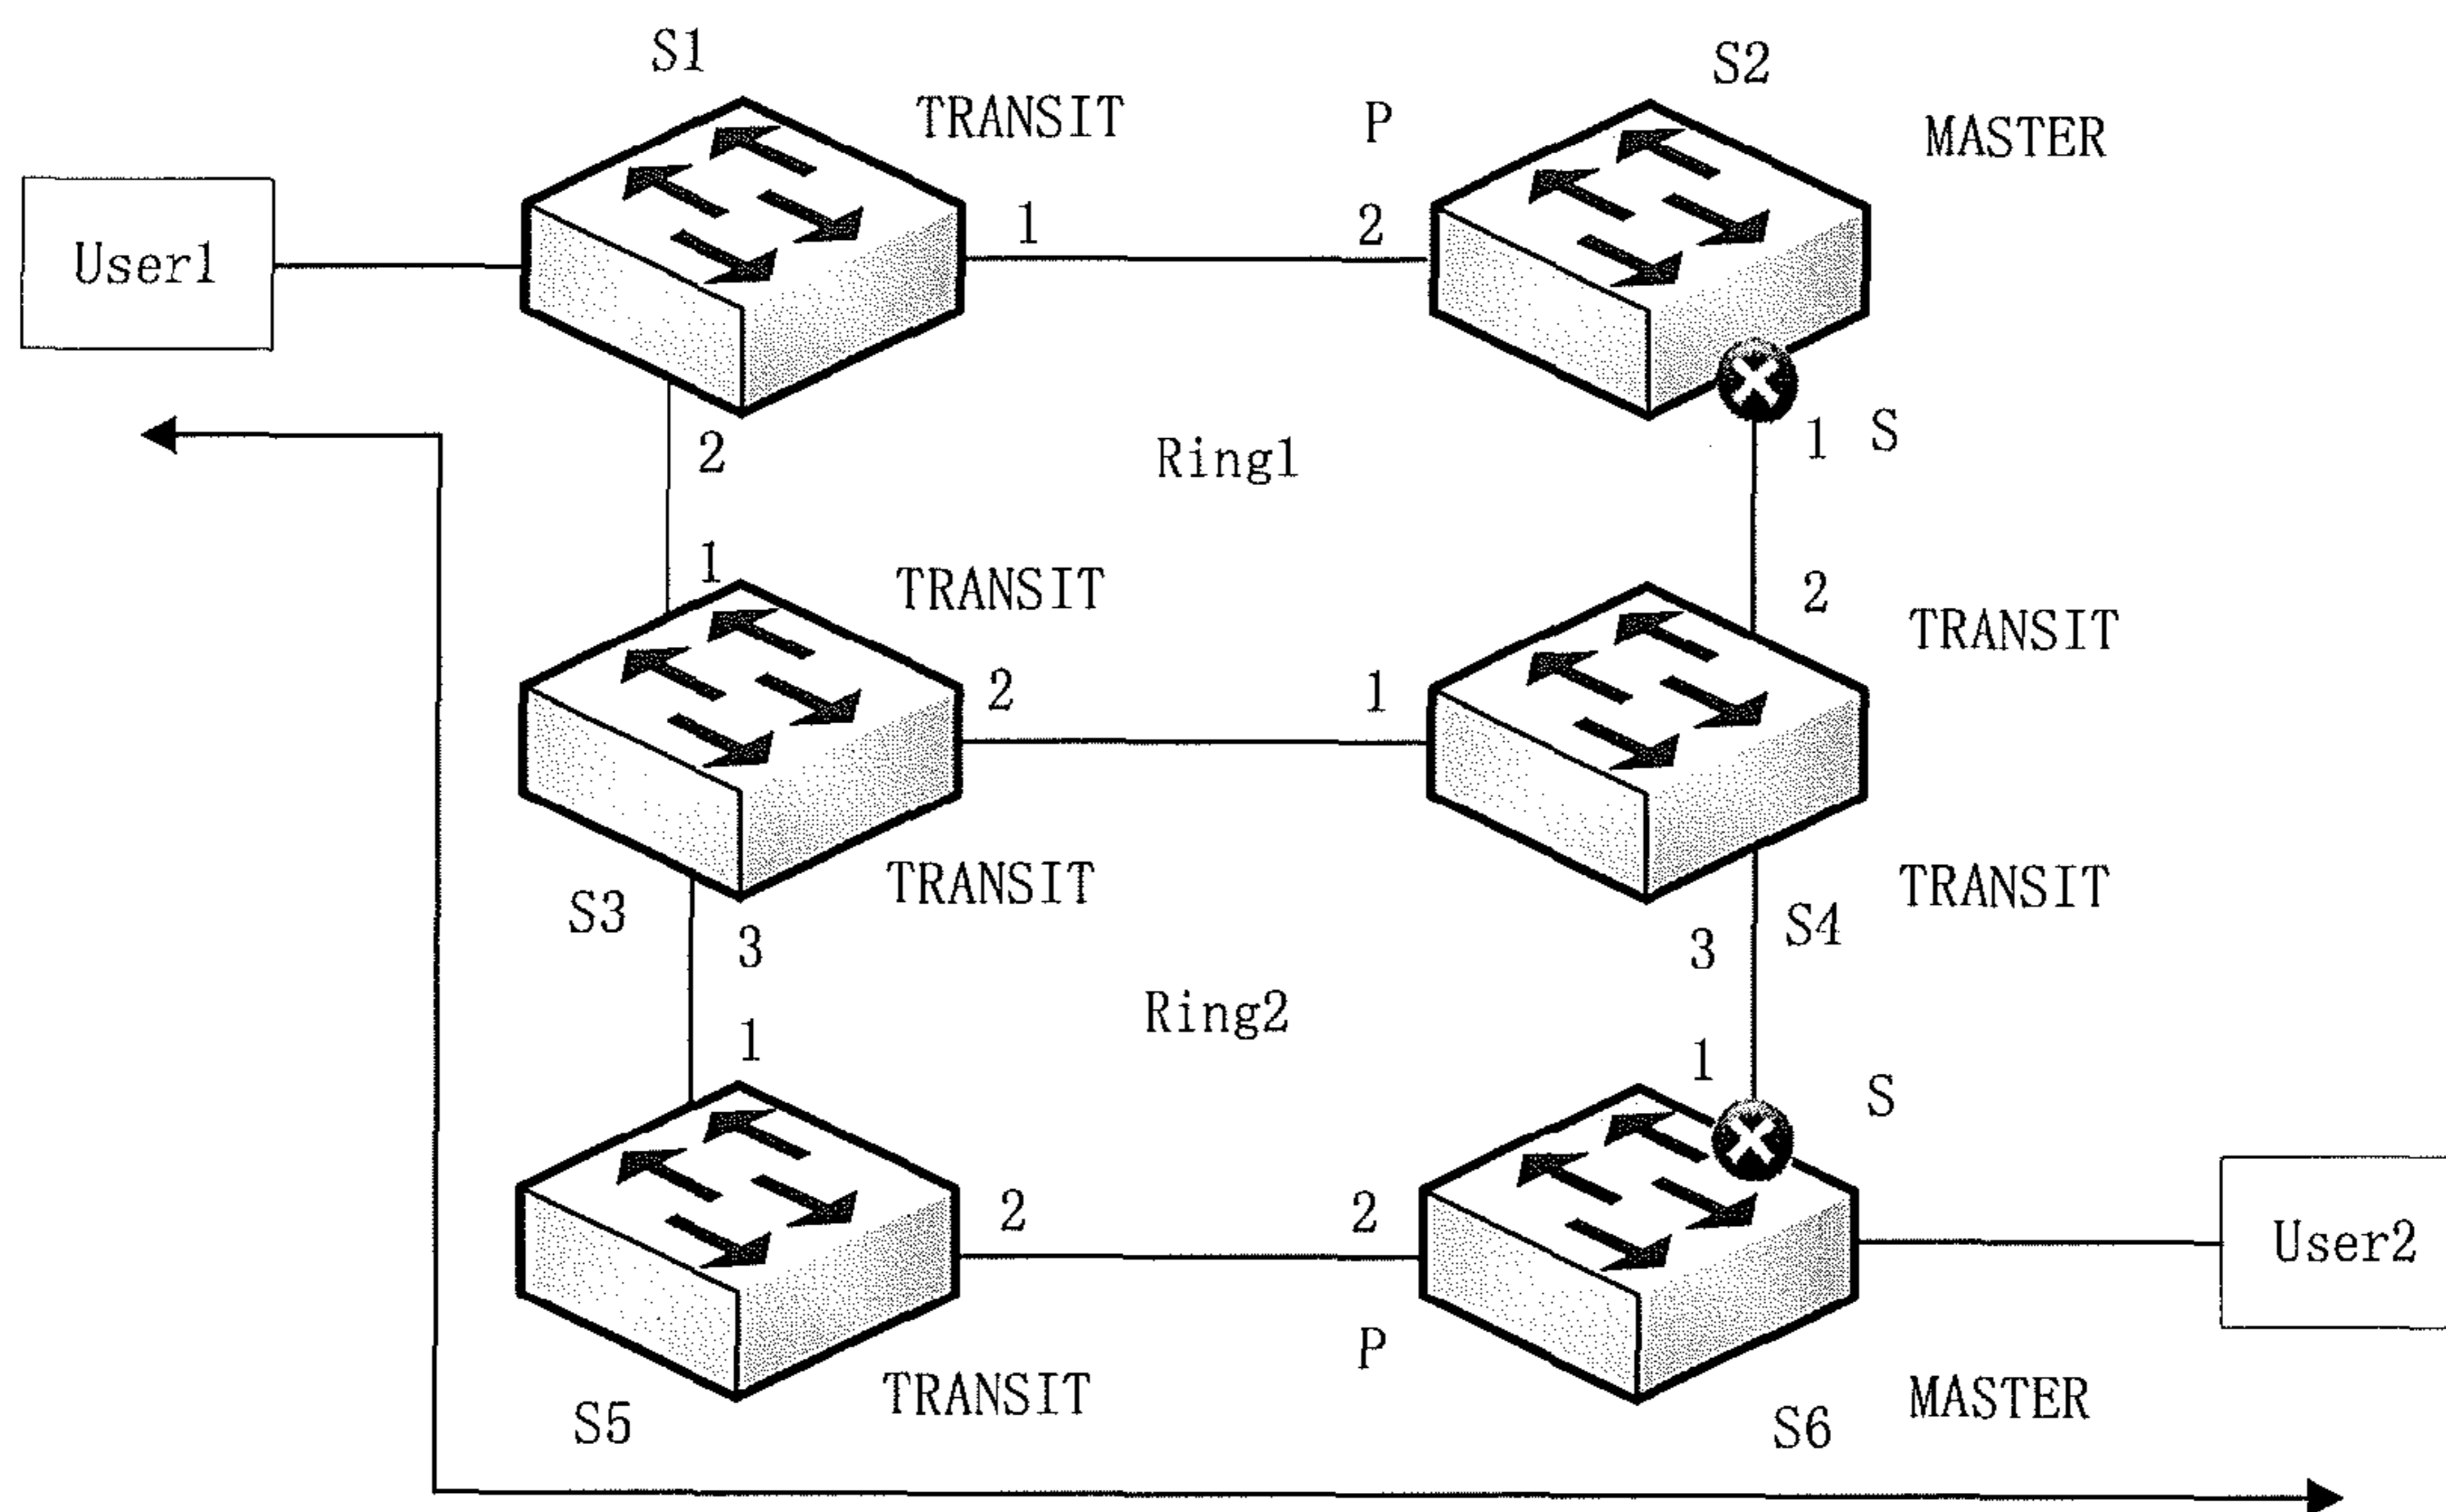 S1
S2
TRANSIT
P
MASTER
User1
1
2
2
Ring1
1
S
1
TRANSIT
2
TRANSIT
2
1
S3
TRANSIT
3
S4
TRANSIT
3
Ring2
1
1
S
2
2
User2
P
S5
TRANSIT
S6
MASTER